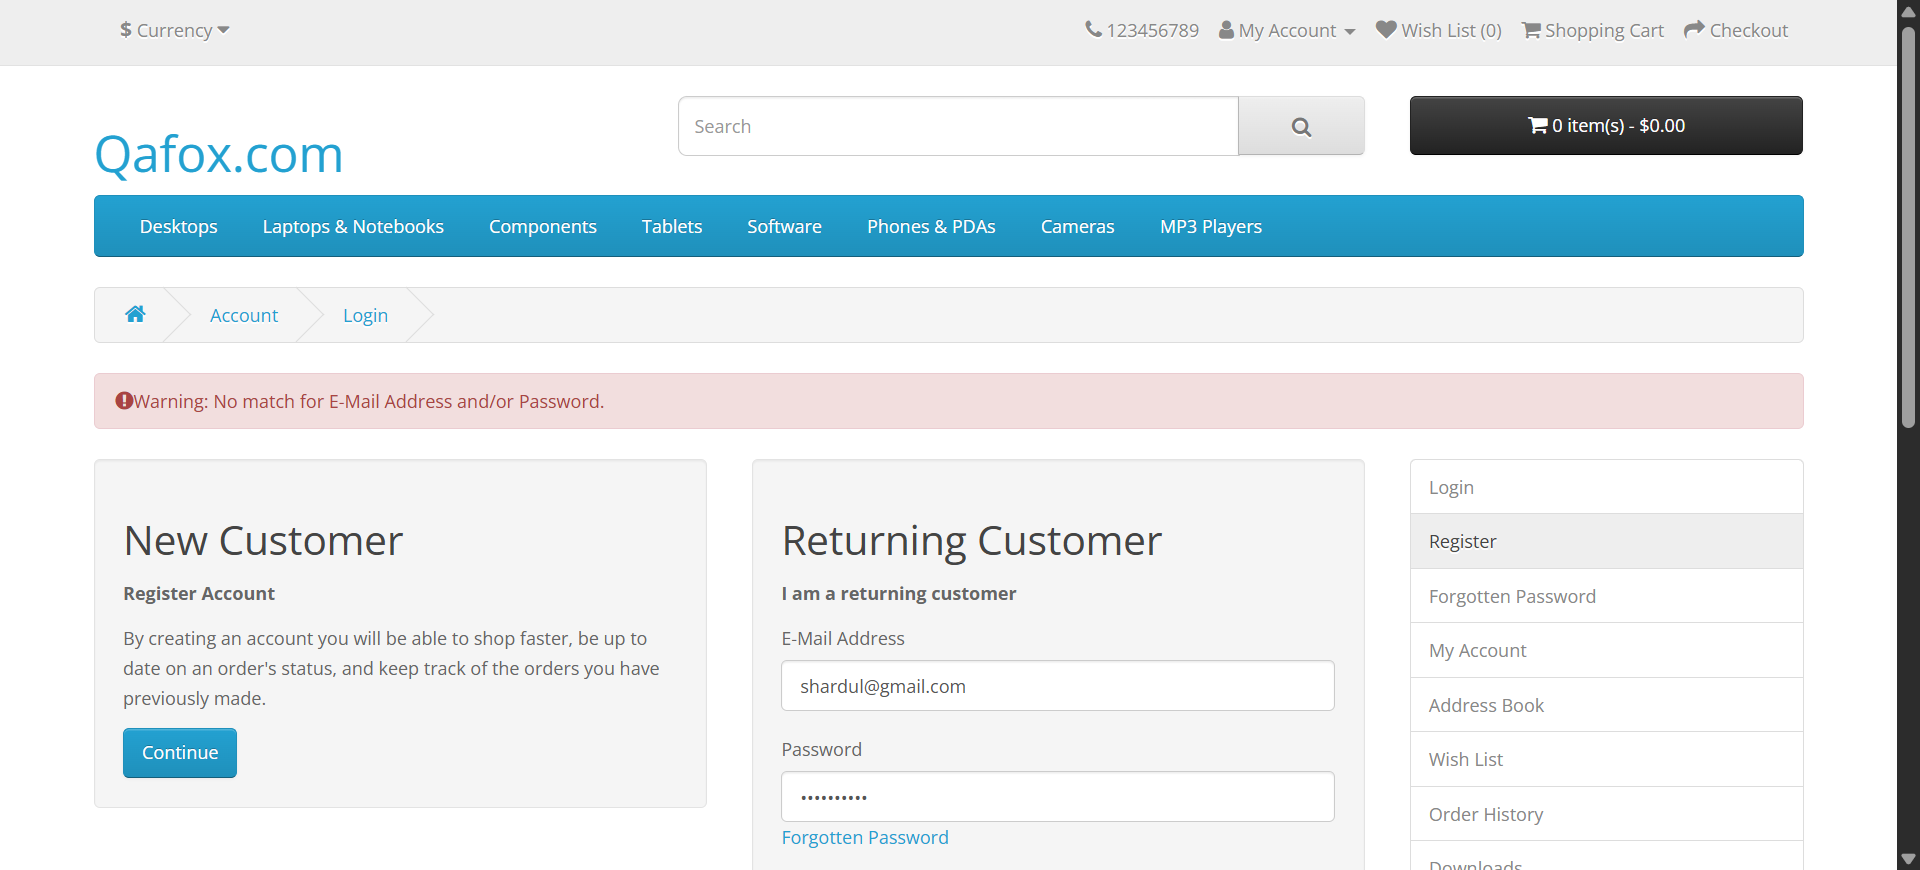 $ Currency
123456789 My Account Wish List (0) Shopping Cart Checkout
Qafox.com
Search
0 item(s) - $0.00
Desktops Laptops & Notebooks Components Tablets Software Phones & PDAs Cameras MP3 Players
Account Login
Warning: No match for E-Mail Address and/or Password.
New Customer
Register Account
By creating an account you will be able to shop faster, be up to
date on an order's status, and keep track of the orders you have
previously made.
Continue
Returning Customer
I am a returning customer
E-Mail Address
shardul@gmail.com
Password
••••••••••
Forgotten Password
Login
Register
Forgotten Password
My Account
Address Book
Wish List
Order History
Downloads